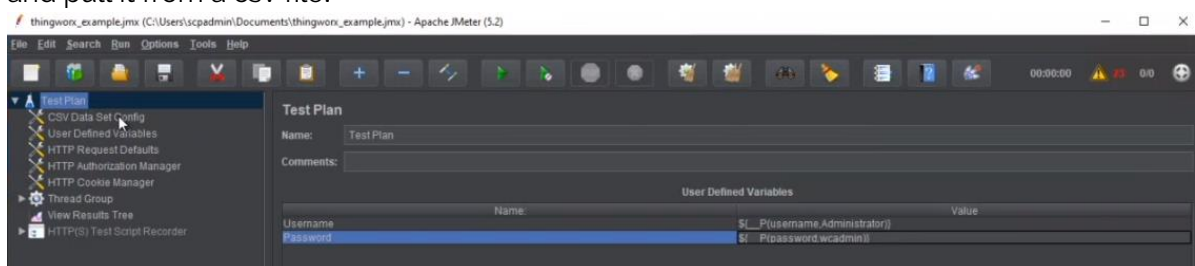 and pull it from a csv file.
thingworx_example.jmx (C:\Users\scpadmin\Documents\thingworx_example.jmx) - Apache JMeter (5.2)
File Edit Search Run Options Tools Help
00:00:00 0/0
Test Plan
CSV Data Set Config
User Defined Variables
HTTP Request Defaults
HTTP Authorization Manager
HTTP Cookie Manager
Thread Group
View Results Tree
HTTP(S) Test Script Recorder
Test Plan
Name: Test Plan
Comments:
User Defined Variables
Name: Value
Username ${__P(username,Administrator)}
Password ${__P(password,wcadmin)}